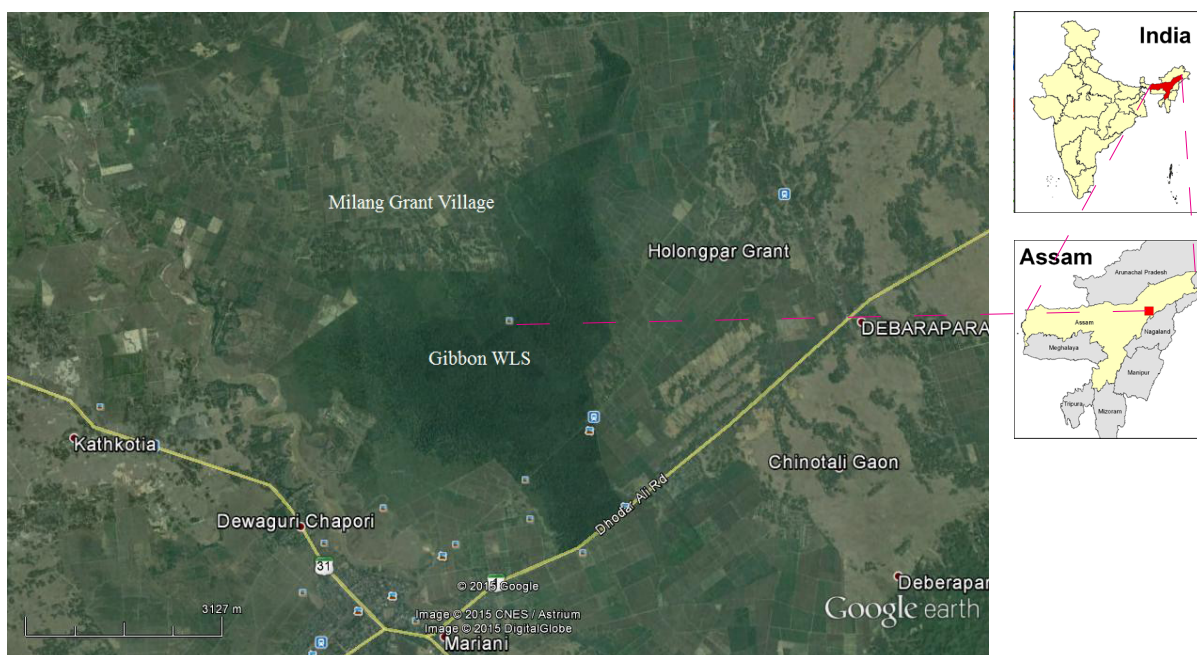 India
Milang Grant Village
Holongpar Grant
Assam
Arunachal Pradesh
Assam
Nagaland
Meghalaya
Manipur
Tripura
Mizoram
DEBARAPARA
Gibbon WLS
Kathkotia
Chinotali Gaon
Dhodar Ali Rd
Dewaguri Chapori
31
1
© 2015 Google
Deberapar
3127 m
Image © 2015 CNES / Astrium
Image © 2015 DigitalGlobe
Google earth
Mariani